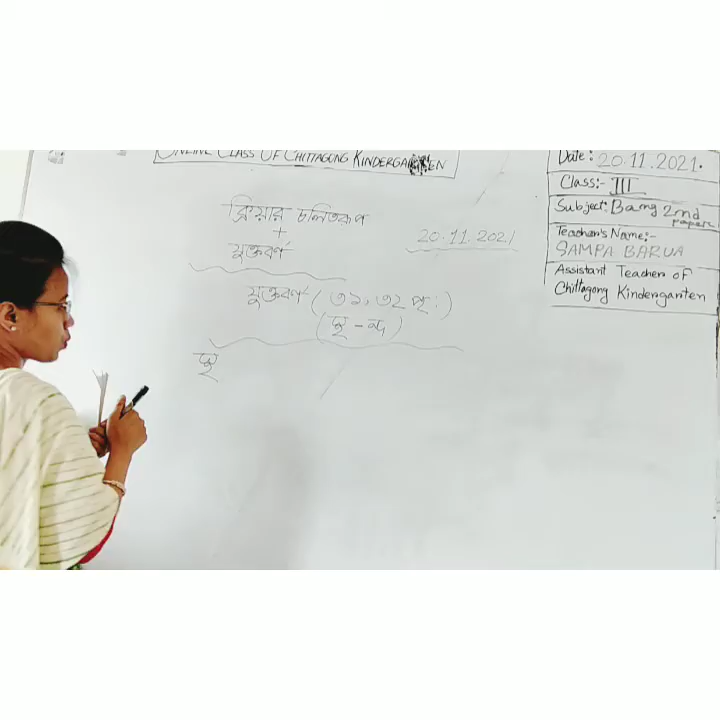 ONLINE CLASS OF CHITTAGONG KINDERGARTEN
ক্রিয়ার চলিতরূপ
+
যুক্তবর্ণ
20.11.2021
যুক্তবর্ণ (৩১, ৩২ পৃ:)
Date: 20.11.2021.
Class:- III
Subject: Bang 2nd paper
Teacher's Name:-
SAMPA BARUA
Assistant Teacher of
Chittagong Kindergarten